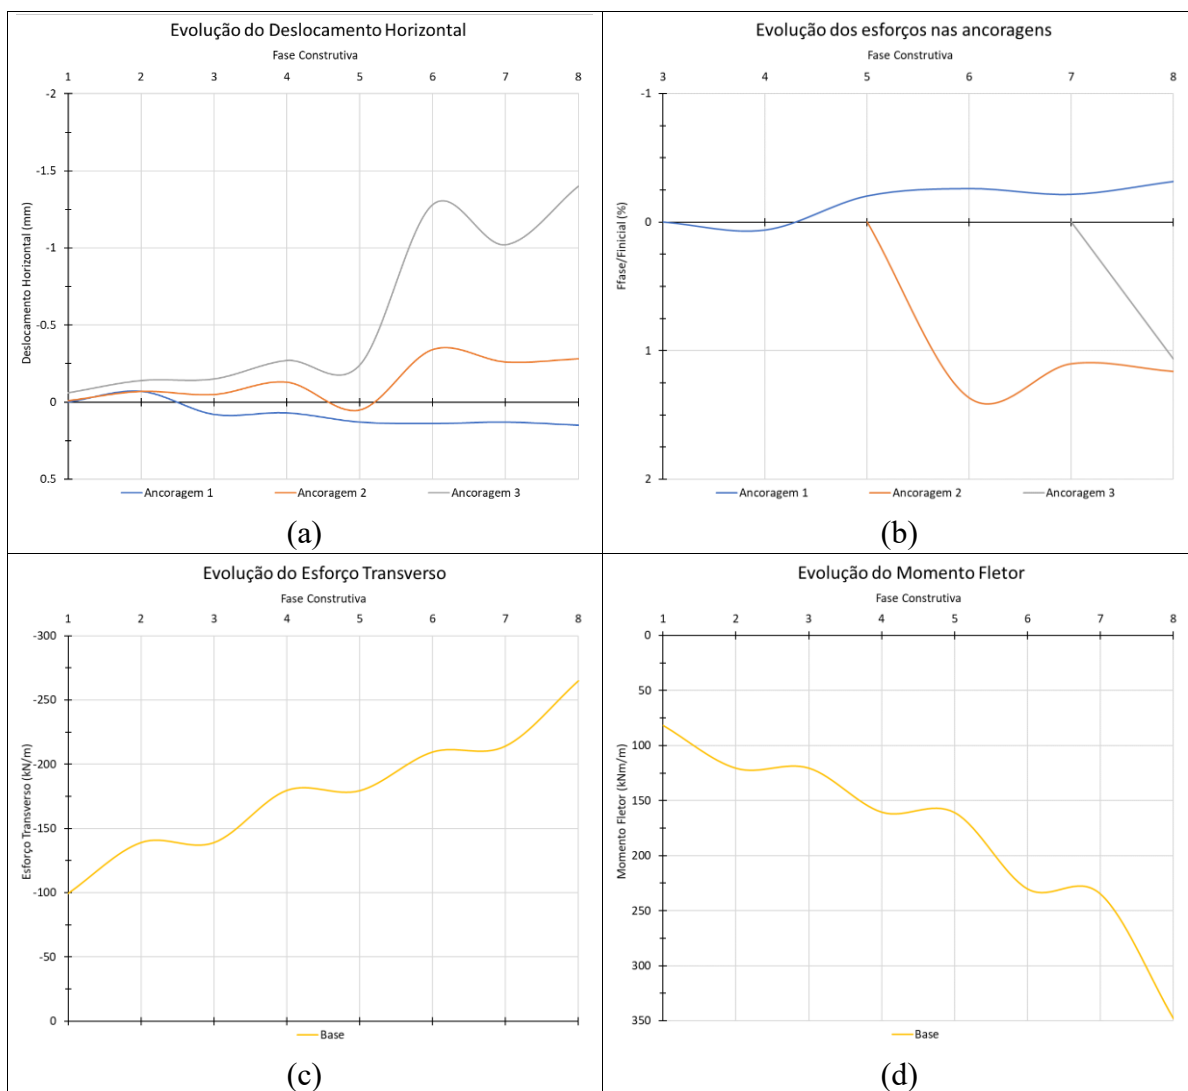 Evolução do Deslocamento Horizontal
Fase Construtiva
1 2 3 4 5 6 7 8
-2
-1.5
-1
-0.5
0
0.5
Deslocamento Horizontal (mm)
Ancoragem 1 Ancoragem 2 Ancoragem 3
(a)
Evolução dos esforços nas ancoragens
Fase Construtiva
3 4 5 6 7 8
-1
0
1
2
Ffase/Finicial (%)
Ancoragem 1 Ancoragem 2 Ancoragem 3
(b)
Evolução do Esforço Transverso
Fase Construtiva
1 2 3 4 5 6 7 8
-300
-250
-200
-150
-100
-50
0
Esforço Transverso (kN/m)
Base
(c)
Evolução do Momento Fletor
Fase Construtiva
1 2 3 4 5 6 7 8
0
50
100
150
200
250
300
350
Momento Fletor (kNm/m)
Base
(d)